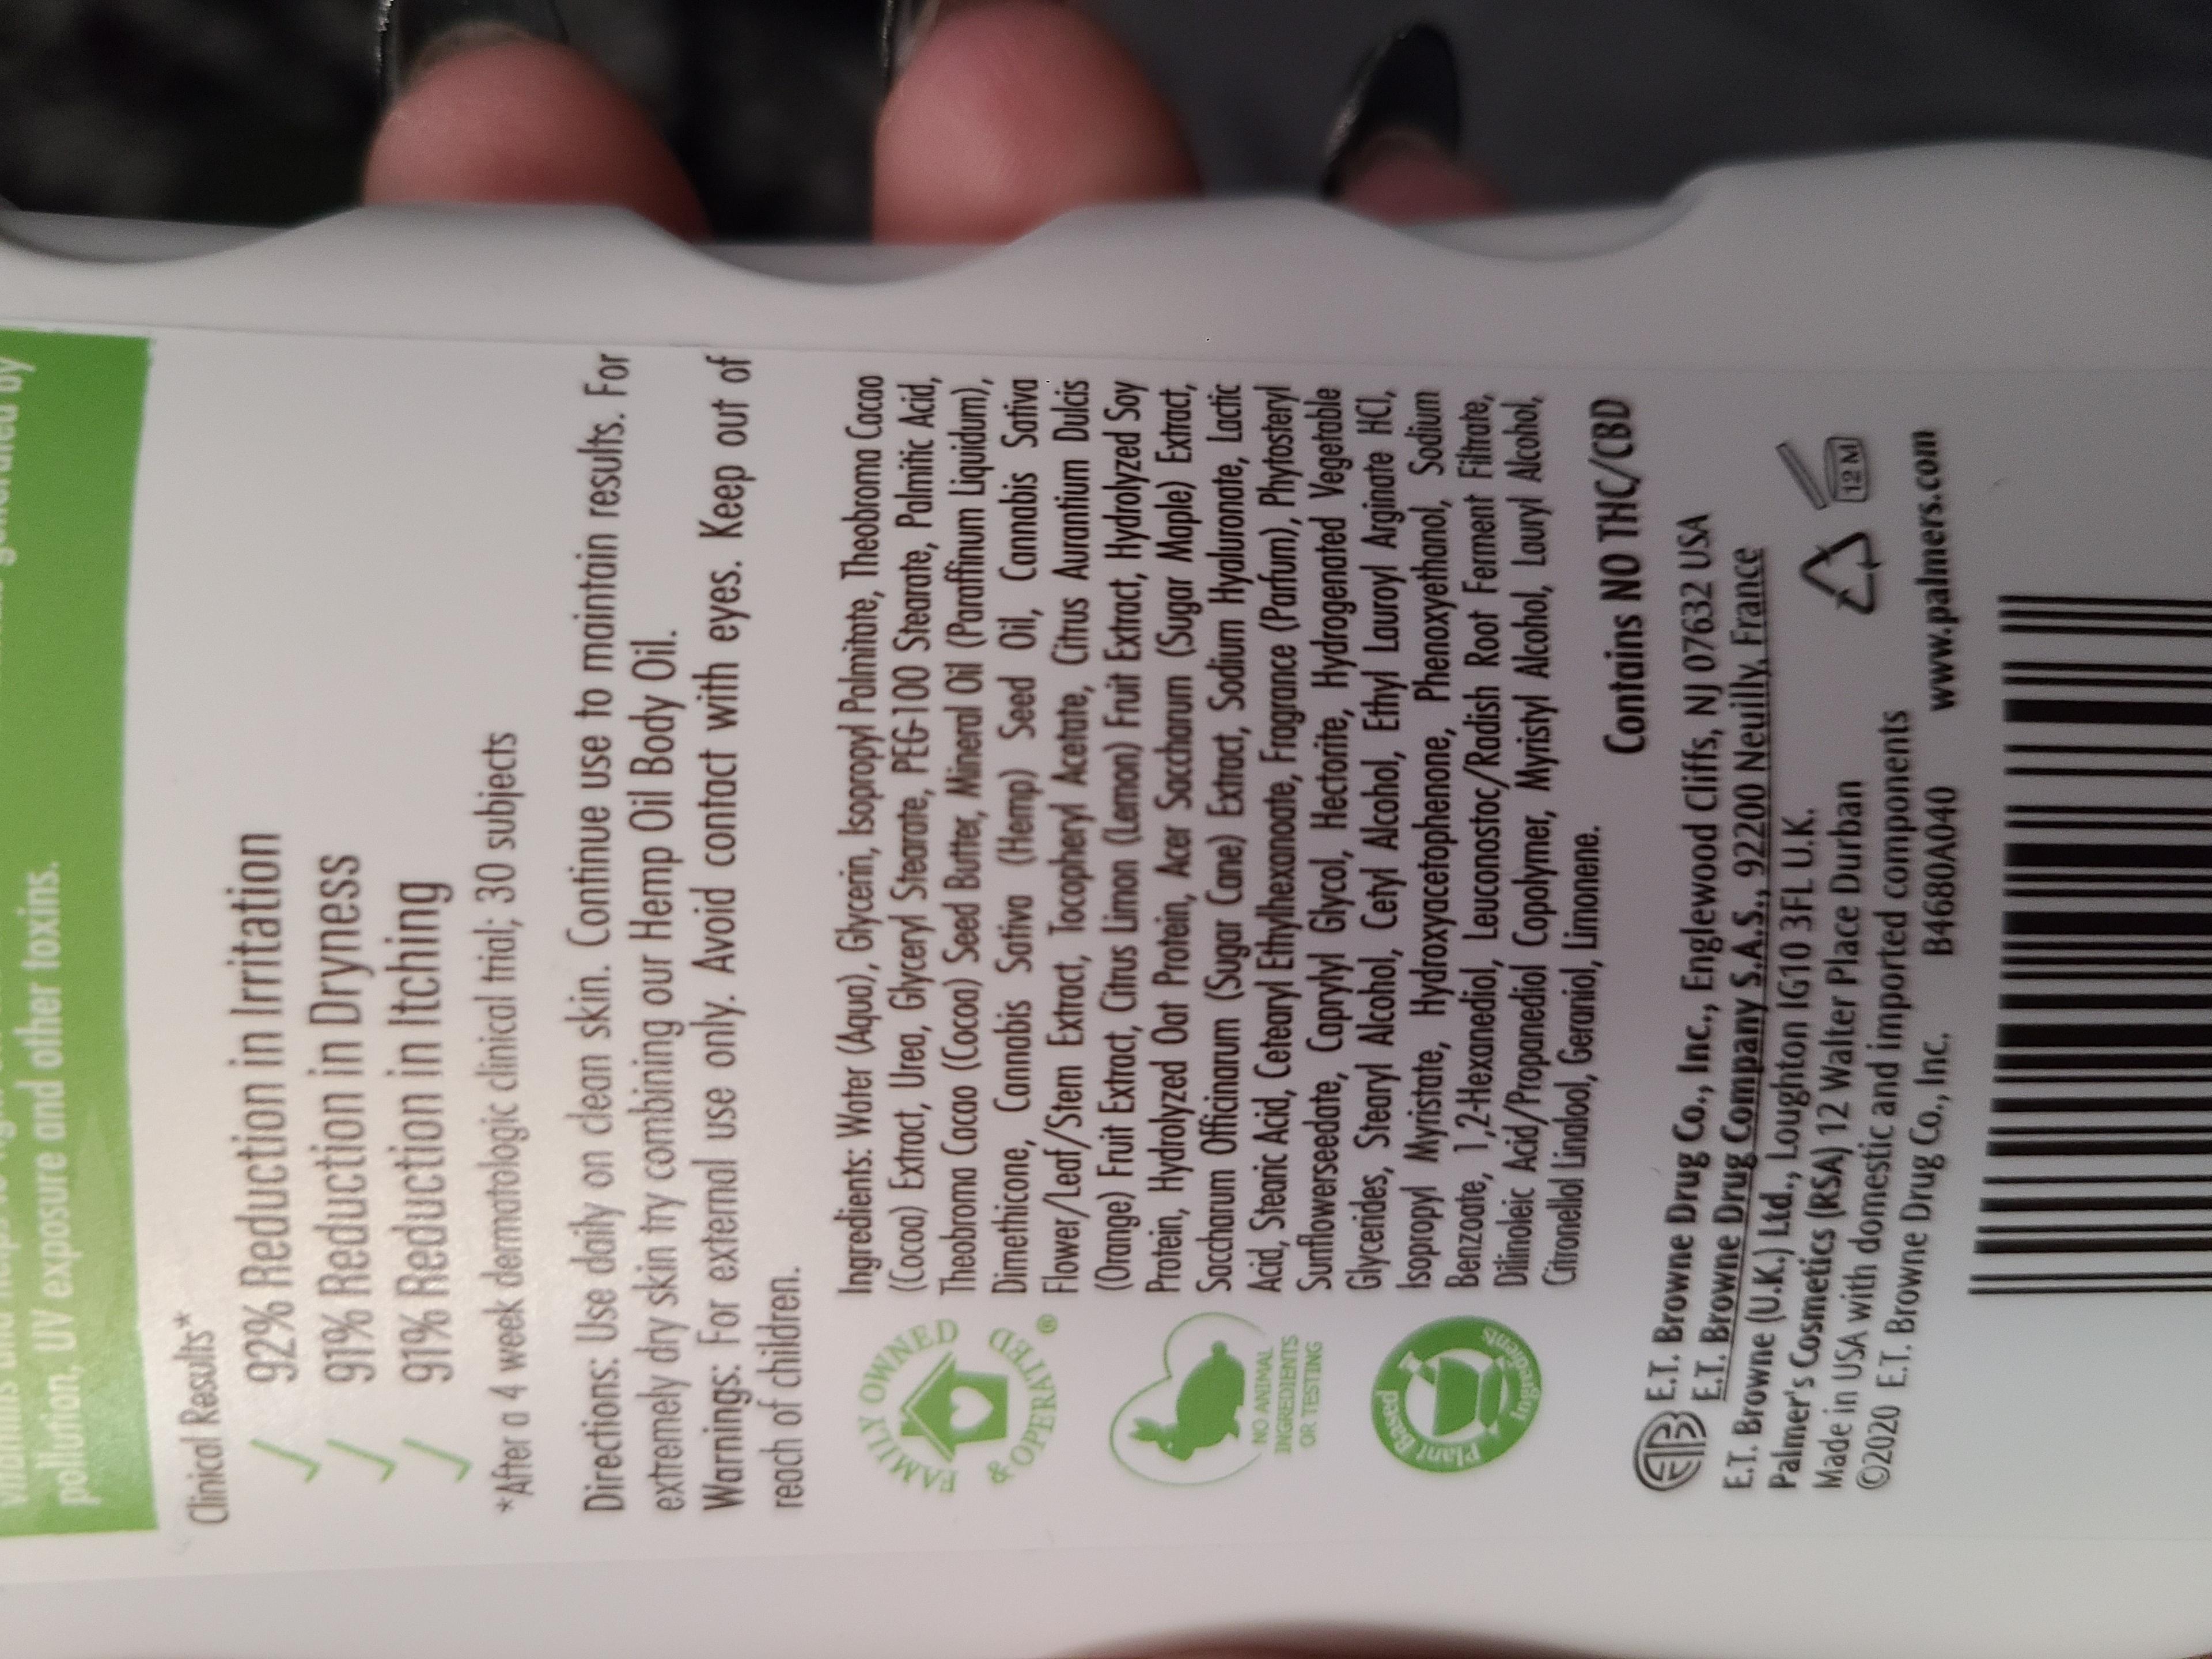 pollution, UV exposure and other toxins.
Clinical Results*
92% Reduction in Irritation
91% Reduction in Dryness
91% Reduction in Itching
*After a 4 week dermatologic clinical trial; 30 subjects
Directions: Use daily on clean skin. Continue use to maintain results. For
extremely dry skin try combining our Hemp Oil Body Oil.
Warnings: For external use only. Avoid contact with eyes. Keep out of
reach of children.
FAMILY OWNED
& OPERATED®
NO ANIMAL
INGREDIENTS
OR TESTING
Plant Based
Ingredients
Ingredients: Water (Aqua), Glycerin, Isopropyl Palmitate, Theobroma Cacao
(Cocoa) Extract, Urea, Glyceryl Stearate, PEG-100 Stearate, Palmitic Acid,
Theobroma Cacao (Cocoa) Seed Butter, Mineral Oil (Paraffinum Liquidum),
Dimethicone, Cannabis Sativa (Hemp) Seed Oil, Cannabis Sativa
Flower/Leaf/Stem Extract, Tocopheryl Acetate, Citrus Aurantium Dulcis
(Orange) Fruit Extract, Citrus Limon (Lemon) Fruit Extract, Hydrolyzed Soy
Protein, Hydrolyzed Oat Protein, Acer Saccharum (Sugar Maple) Extract,
Saccharum Officinarum (Sugar Cane) Extract, Sodium Hyaluronate, Lactic
Acid, Stearic Acid, Cetearyl Ethylhexanoate, Fragrance (Parfum), Phytosteryl
Sunflowerseedate, Caprylyl Glycol, Hectorite, Hydrogenated Vegetable
Glycerides, Stearyl Alcohol, Cetyl Alcohol, Ethyl Lauroyl Arginate HCl,
Isopropyl Myristate, Hydroxyacetophenone, Phenoxyethanol, Sodium
Benzoate, 1,2-Hexanediol, Leuconostoc/Radish Root Ferment Filtrate,
Dilinoleic Acid/Propanediol Copolymer, Myristyl Alcohol, Lauryl Alcohol,
Citronellol Linalool, Geraniol, Limonene.
Contains NO THC/CBD
ETB E.T. Browne Drug Co., Inc., Englewood Cliffs, NJ 07632 USA
E.T. Browne Drug Company S.A.S., 92200 Neuilly, France
E.T. Browne (U.K.) Ltd., Loughton IG10 3FL U.K.
Palmer's Cosmetics (RSA) 12 Walter Place Durban
Made in USA with domestic and imported components
12 M
©2020 E.T. Browne Drug Co., Inc. B4680A040 www.palmers.com